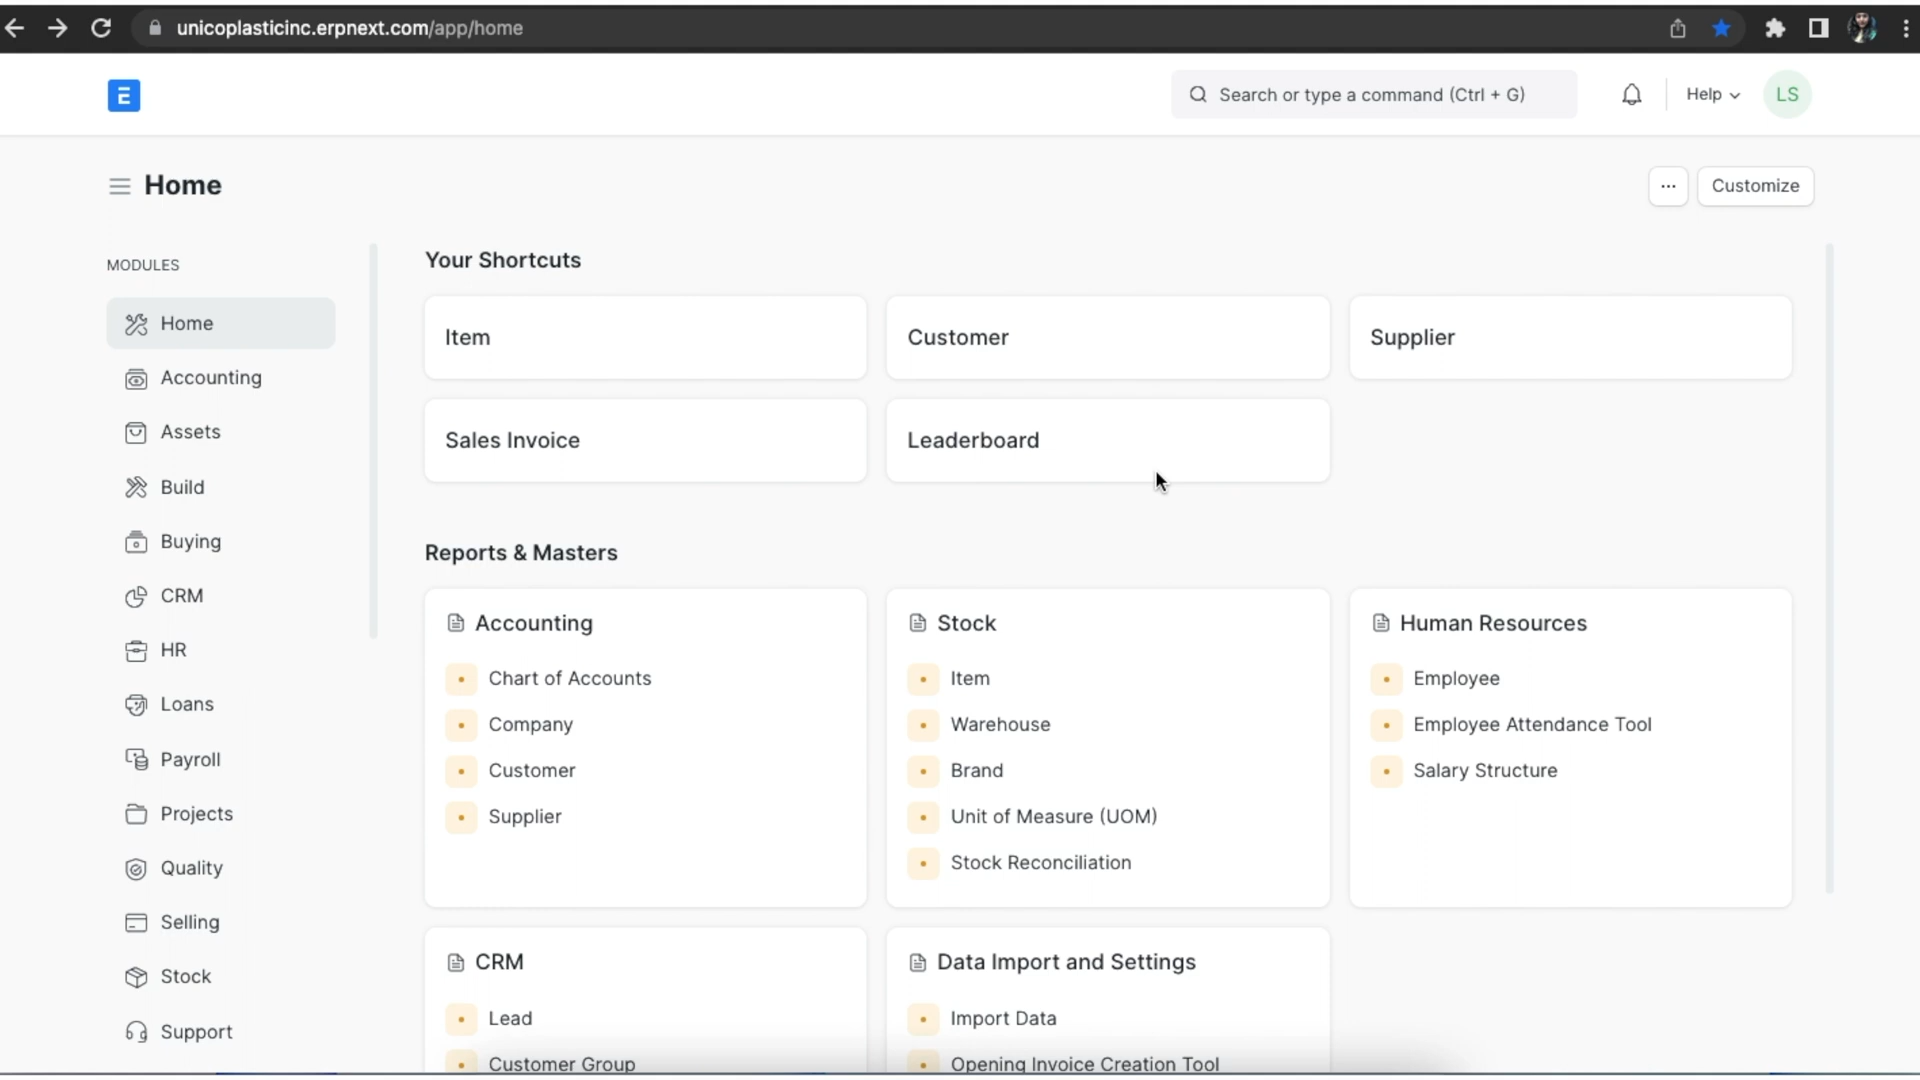 unicoplasticinc.erpnext.com/app/home
E
Search or type a command (Ctrl + G)
Help
LS
Home
...
Customize
MODULES
Home
Accounting
Assets
Build
Buying
CRM
HR
Loans
Payroll
Projects
Quality
Selling
Stock
Support
Your Shortcuts
Item
Customer
Supplier
Sales Invoice
Leaderboard
Reports & Masters
Accounting
Chart of Accounts
Company
Customer
Supplier
Stock
Item
Warehouse
Brand
Unit of Measure (UOM)
Stock Reconciliation
Human Resources
Employee
Employee Attendance Tool
Salary Structure
CRM
Lead
Customer Group
Data Import and Settings
Import Data
Opening Invoice Creation Tool